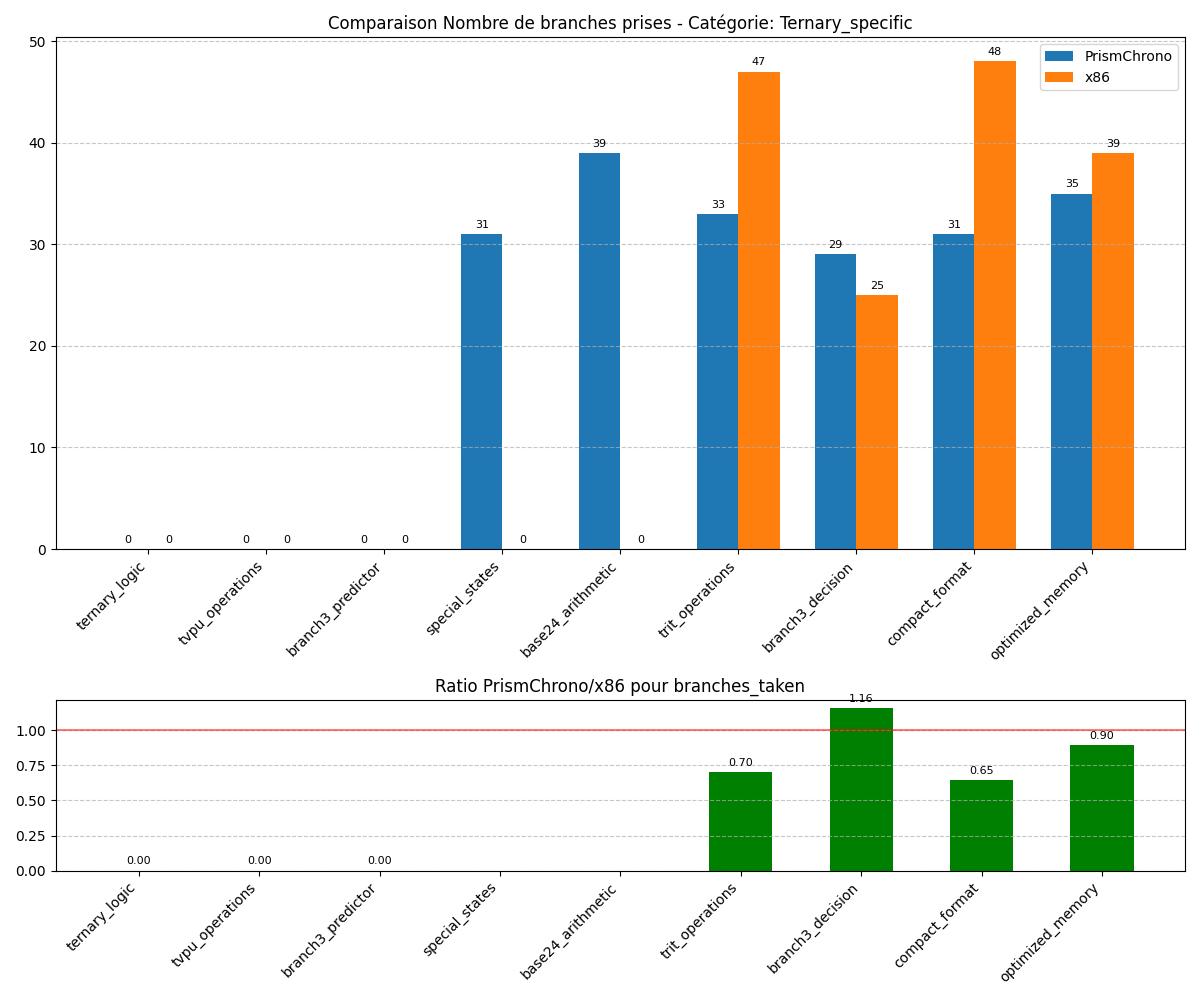 Comparaison Nombre de branches prises - Catégorie: Ternary_specific
50
40
30
20
10
0
PrismChrono
x86
0 0 0 0 0 0 31 0 39 0 33 47 29 25 31 48 35 39
ternary_logic
tvpu_operations
branch3_predictor
special_states
base24_arithmetic
trit_operations
branch3_decision
compact_format
optimized_memory
Ratio PrismChrono/x86 pour branches_taken
1.00
0.75
0.50
0.25
0.00
0.00 0.00 0.00 0.70 1.16 0.65 0.90
ternary_logic
tvpu_operations
branch3_predictor
special_states
base24_arithmetic
trit_operations
branch3_decision
compact_format
optimized_memory